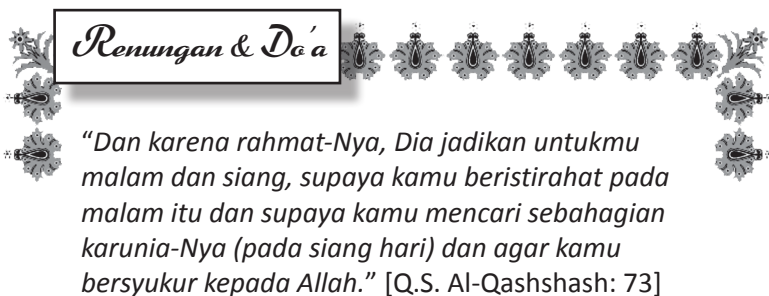 Renungan & Do'a
“Dan karena rahmat-Nya, Dia jadikan untukmu
malam dan siang, supaya kamu beristirahat pada
malam itu dan supaya kamu mencari sebahagian
karunia-Nya (pada siang hari) dan agar kamu
bersyukur kepada Allah.” [Q.S. Al-Qashshash: 73]